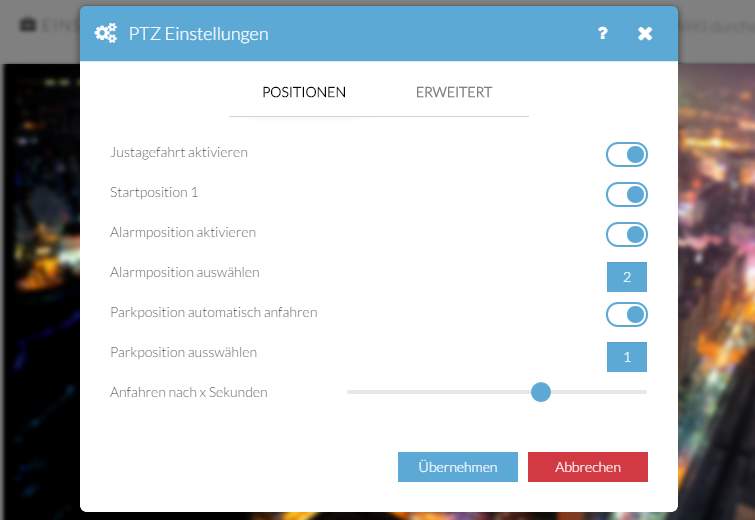 EINS
PTZ Einstellungen
?
POSITIONEN
ERWEITERT
Justagefahrt aktivieren
Startposition 1
Alarmposition aktivieren
Alarmposition auswählen
2
Parkposition automatisch anfahren
Parkposition ausswählen
1
Anfahren nach x Sekunden
Übernehmen
Abbrechen